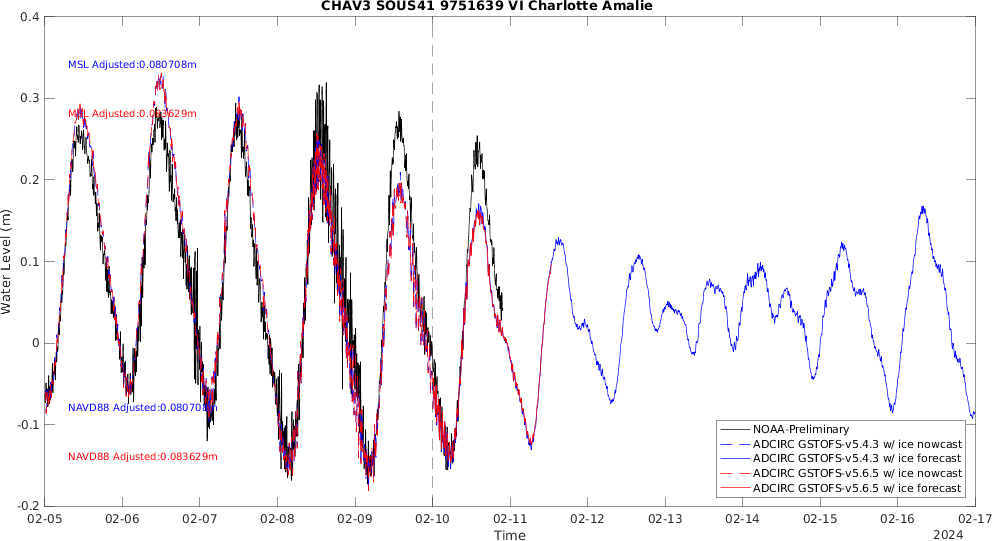 CHAV3 SOUS41 9751639 VI Charlotte Amalie
0.4
MSL Adjusted:0.080708m
0.3
MSL Adjusted:0.083629m
0.2
0.1
Water Level (m)
0
NAVD88 Adjusted:0.080708m
-0.1
NAVD88 Adjusted:0.083629m
-0.2
NOAA-Preliminary
ADCIRC GSTOFS-v5.4.3 w/ ice nowcast
ADCIRC GSTOFS-v5.4.3 w/ ice forecast
ADCIRC GSTOFS-v5.6.5 w/ ice nowcast
ADCIRC GSTOFS-v5.6.5 w/ ice forecast
02-05 02-06 02-07 02-08 02-09 02-10 02-11 02-12 02-13 02-14 02-15 02-16 02-17
Time
2024